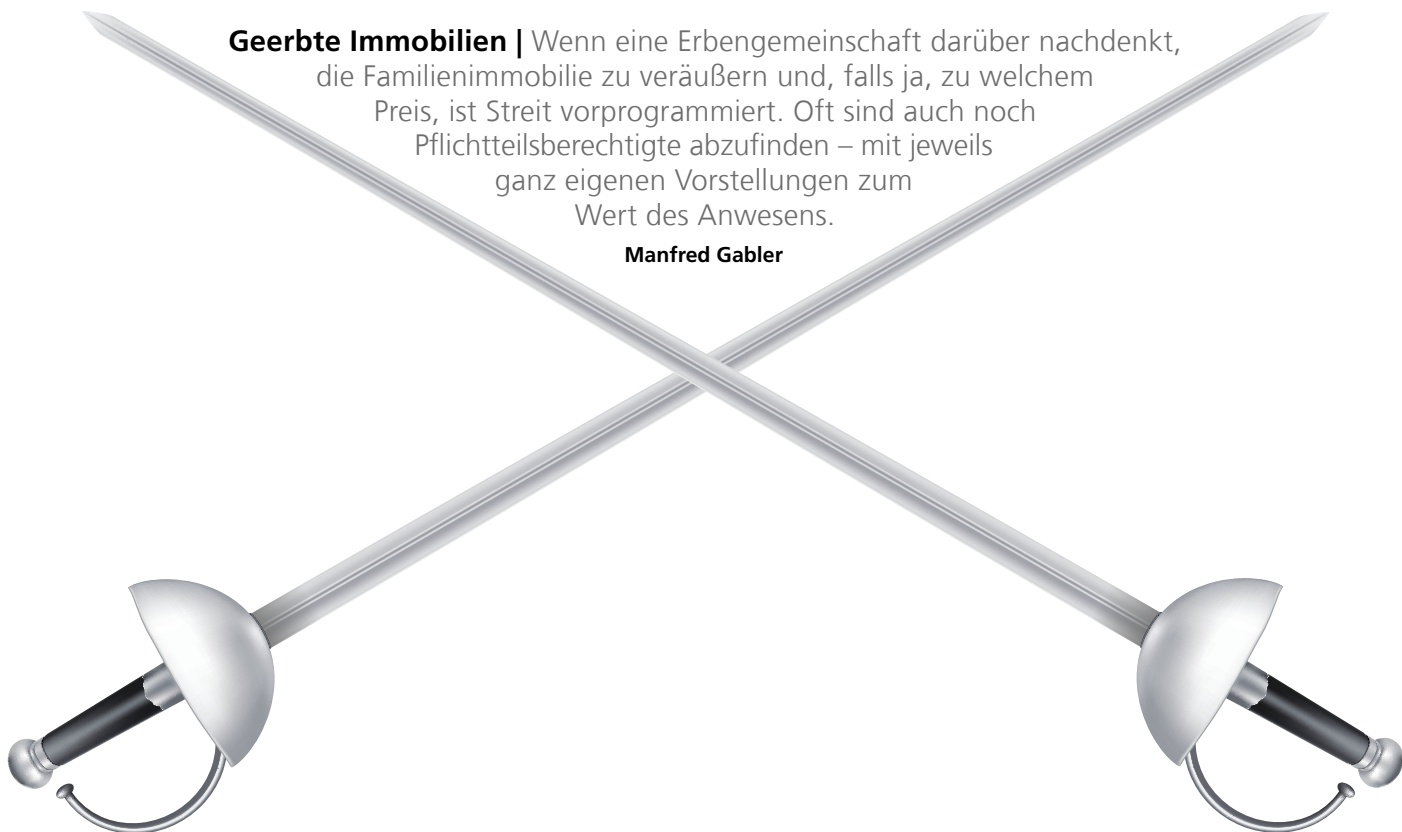 Geerbte Immobilien | Wenn eine Erbengemeinschaft darüber nachdenkt,
die Familienimmobilie zu veräußern und, falls ja, zu welchem
Preis, ist Streit vorprogrammiert. Oft sind auch noch
Pflichtteilsberechtigte abzufinden – mit jeweils
ganz eigenen Vorstellungen zum
Wert des Anwesens.
Manfred Gabler